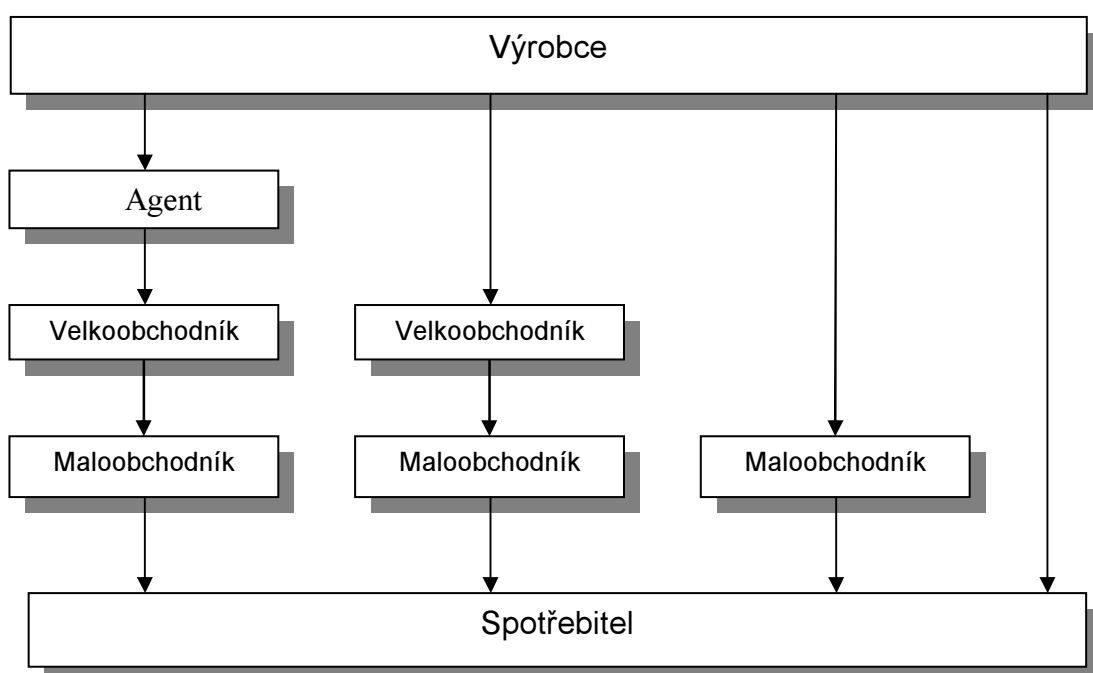 Výrobce
Agent
Velkoobchodník
Velkoobchodník
Maloobchodník
Maloobchodník
Maloobchodník
Spotřebitel